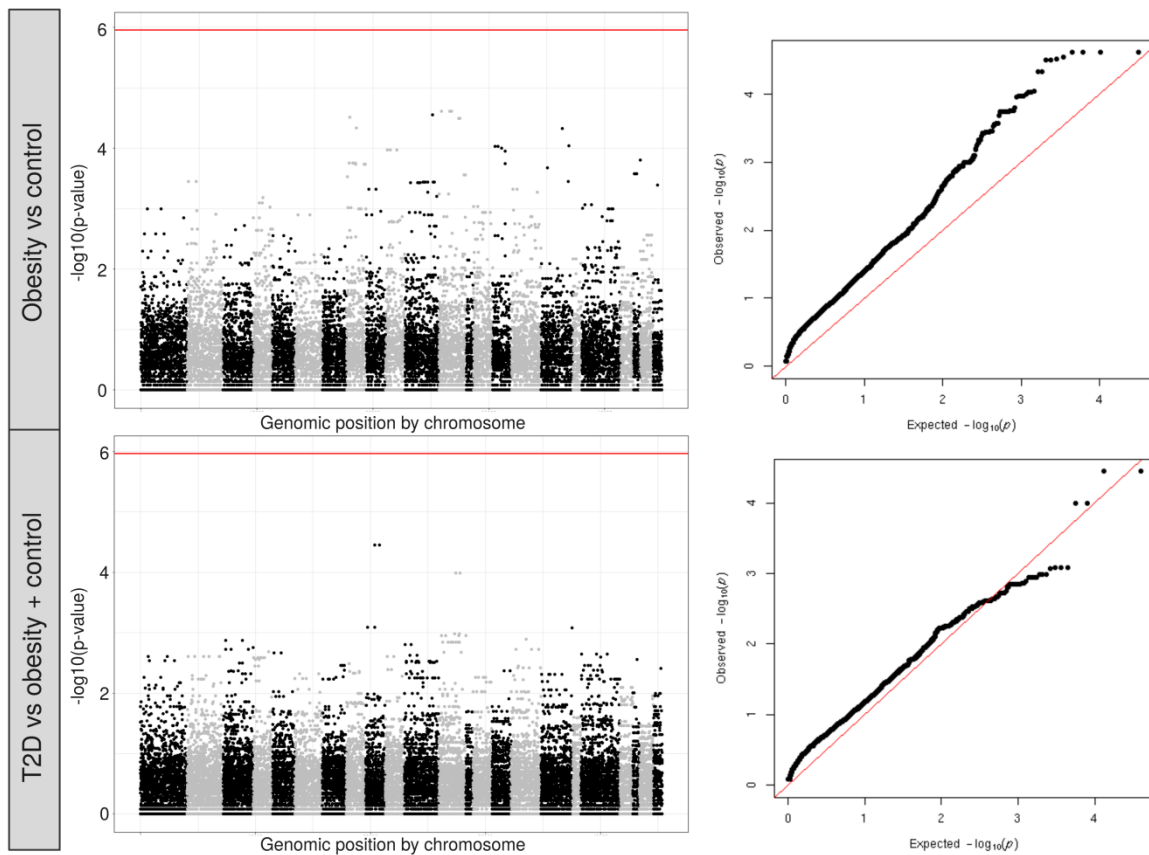 Obesity vs control
-log10(p-value)
6
4
2
0
Genomic position by chromosome
Observed −log10(p)
4
3
2
1
0
0 1 2 3 4
Expected −log10(p)
T2D vs obesity + control
-log10(p-value)
6
4
2
0
Genomic position by chromosome
Observed −log10(p)
4
3
2
1
0
0 1 2 3 4
Expected −log10(p)